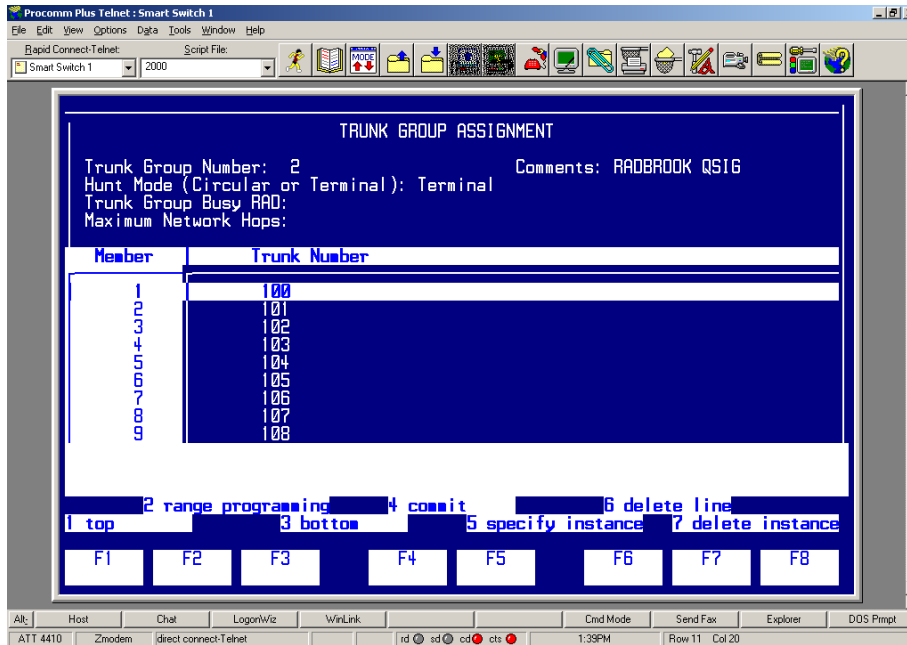 Procomm Plus Telnet : Smart Switch 1
File Edit View Options Data Tools Window Help
Rapid Connect-Telnet: Script File:
Smart Switch 1 2000 MODE
TRUNK GROUP ASSIGNMENT
Trunk Group Number: 2 Comments: RADBROOK QSIG
Hunt Mode (Circular or Terminal): Terminal
Trunk Group Busy RAD:
Maximum Network Hops:
Member Trunk Number
1 100
2 101
3 102
4 103
5 104
6 105
7 106
8 107
9 108
2 range programming 4 commit 6 delete line
1 top 3 bottom 5 specify instance 7 delete instance
F1 F2 F3 F4 F5 F6 F7 F8
Alt: Host Chat LogonWiz WinLink Cmd Mode Send Fax Explorer DOS Prmpt
ATT 4410 Zmodem direct connect-Telnet rd sd cd cts 1:39PM Row 11 Col 20